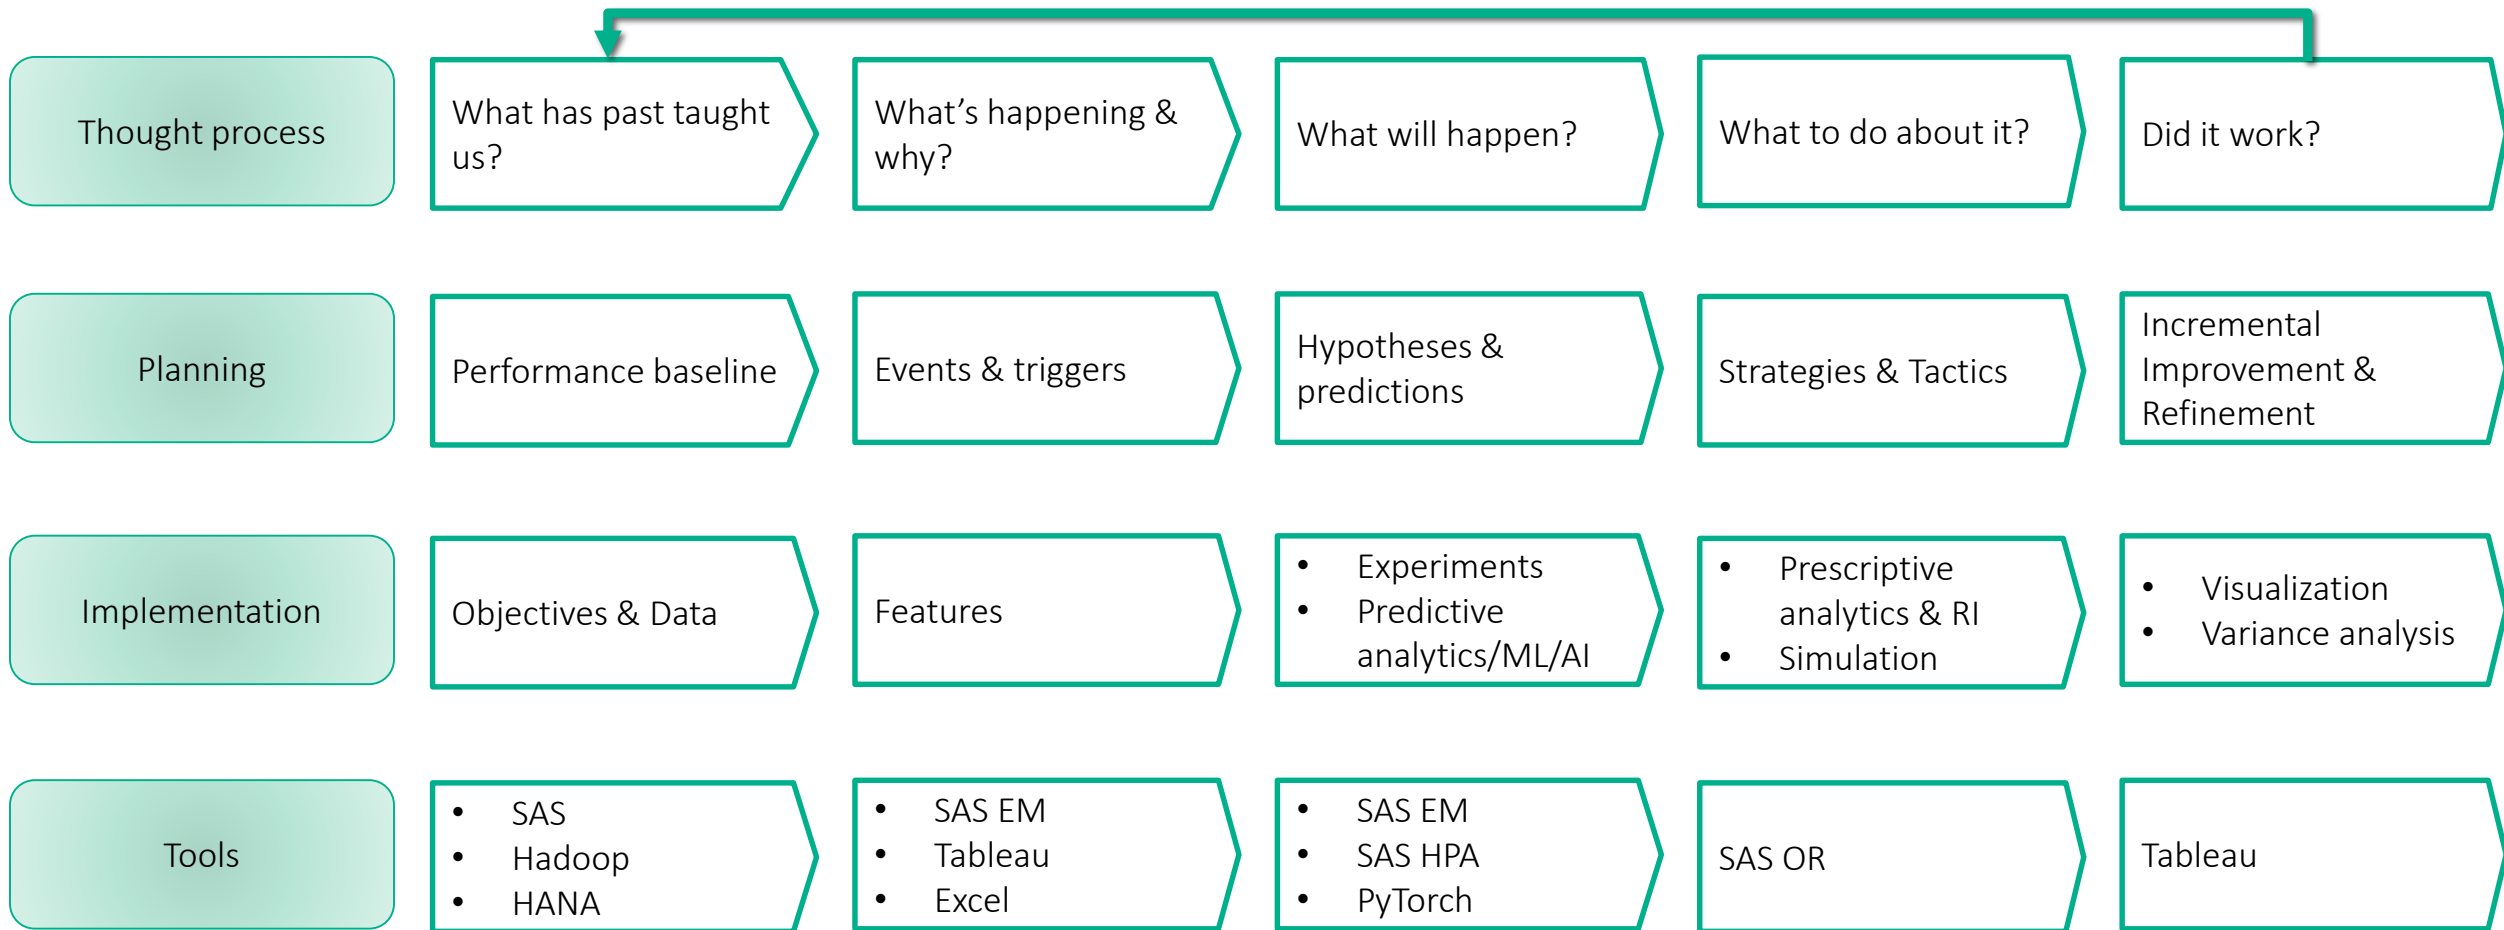 Thought process
What has past taught
us?
What’s happening &
why?
What will happen?
What to do about it?
Did it work?
Planning
Performance baseline
Events & triggers
Hypotheses &
predictions
Strategies & Tactics
Incremental
Improvement &
Refinement
Implementation
Objectives & Data
Features
• Experiments
• Predictive
analytics/ML/AI
• Prescriptive
analytics & RI
• Simulation
• Visualization
• Variance analysis
Tools
• SAS
• Hadoop
• HANA
• SAS EM
• Tableau
• Excel
• SAS EM
• SAS HPA
• PyTorch
SAS OR
Tableau